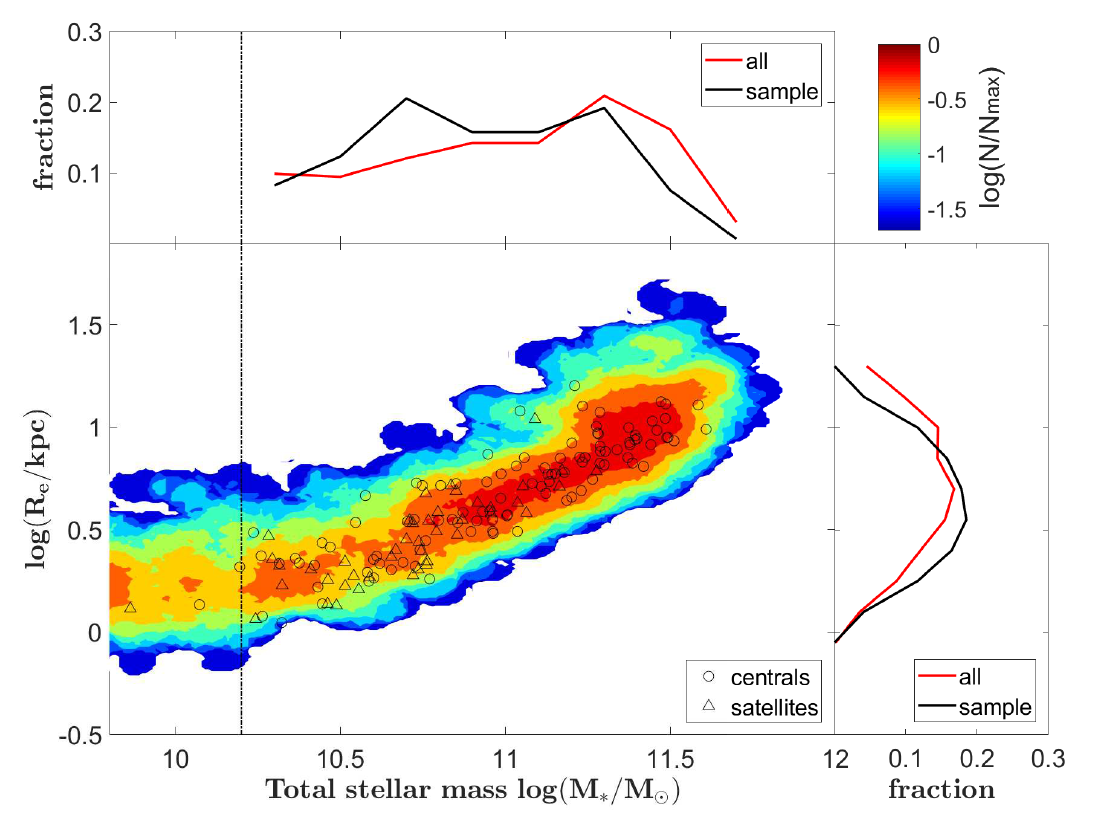 0.3
0.2
0.1
fraction
all
sample
0
-0.5
-1
-1.5
log(N/Nmax)
1.5
1
0.5
0
-0.5
log(Re/kpc)
centrals
satellites
all
sample
10
10.5
11
11.5
12
0.1
0.2
0.3
Total stellar mass log(M*/M⊙)
fraction